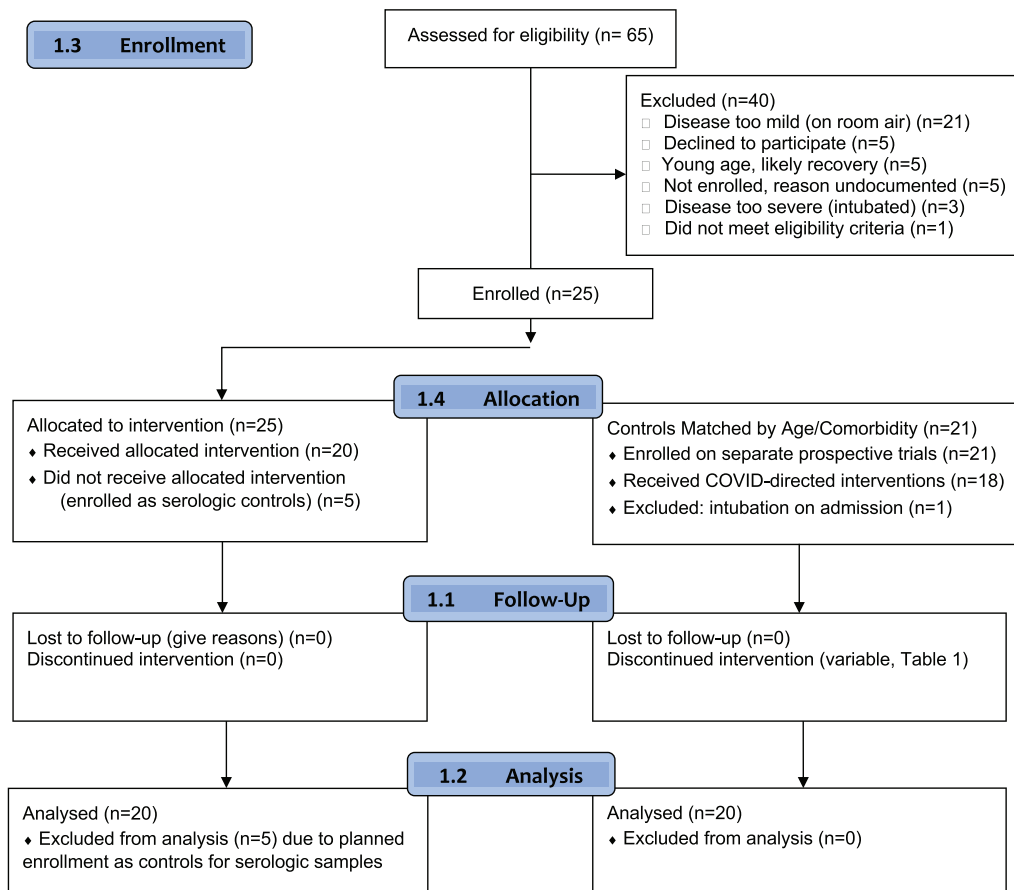 1.3 Enrollment
Assessed for eligibility (n= 65)
Excluded (n=40)
□ Disease too mild (on room air) (n=21)
□ Declined to participate (n=5)
□ Young age, likely recovery (n=5)
□ Not enrolled, reason undocumented (n=5)
□ Disease too severe (intubated) (n=3)
□ Did not meet eligibility criteria (n=1)
Enrolled (n=25)
1.4 Allocation
Allocated to intervention (n=25)
♦ Received allocated intervention (n=20)
♦ Did not receive allocated intervention
(enrolled as serologic controls) (n=5)
Controls Matched by Age/Comorbidity (n=21)
♦ Enrolled on separate prospective trials (n=21)
♦ Received COVID-directed interventions (n=18)
♦ Excluded: intubation on admission (n=1)
1.1 Follow-Up
Lost to follow-up (give reasons) (n=0)
Discontinued intervention (n=0)
Lost to follow-up (n=0)
Discontinued intervention (variable, Table 1)
1.2 Analysis
Analysed (n=20)
♦ Excluded from analysis (n=5) due to planned
enrollment as controls for serologic samples
Analysed (n=20)
♦ Excluded from analysis (n=0)